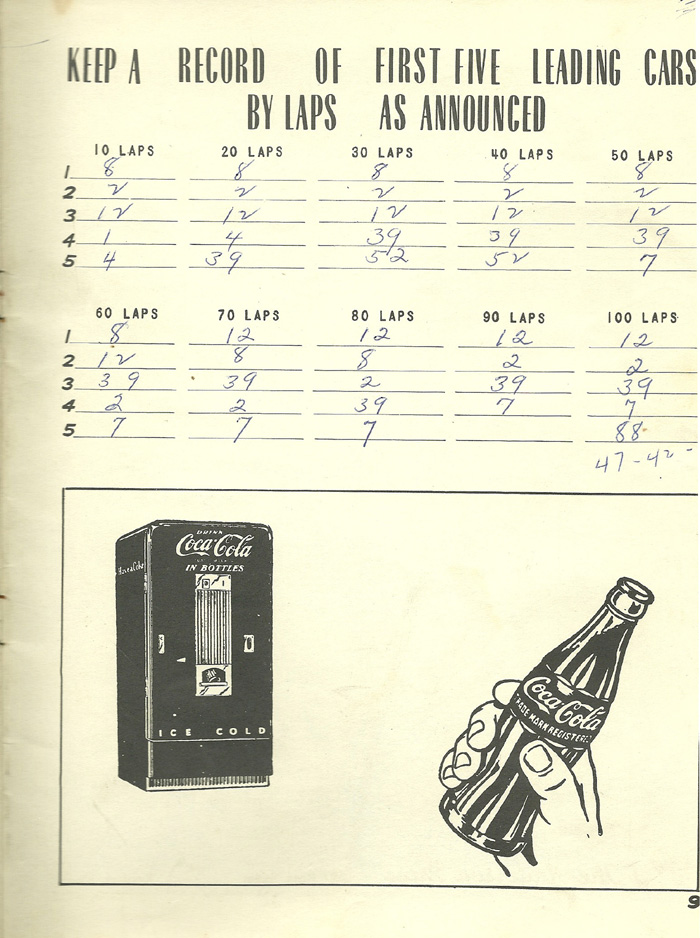 KEEP A RECORD OF FIRST FIVE LEADING CARS
BY LAPS AS ANNOUNCED
10 LAPS 20 LAPS 30 LAPS 40 LAPS 50 LAPS
1 8 8 8 8 8
2 2 2 2 2 2
3 12 12 12 12 12
4 1 4 39 39 39
5 4 39 52 52 7
60 LAPS 70 LAPS 80 LAPS 90 LAPS 100 LAPS
1 8 12 12 12 12
2 12 8 8 2 2
3 39 39 2 39 39
4 2 2 39 7 7
5 7 7 7 88
47-42-
DRINK
Coca-Cola
IN BOTTLES
Have a Coke
ICE COLD
Coca-Cola
TRADE MARK REGISTERED
9